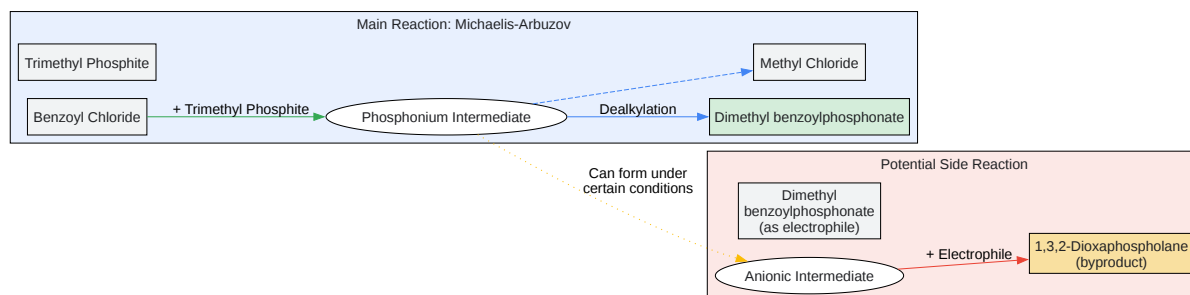 Main Reaction: Michaelis-Arbuzov
Trimethyl Phosphite
Methyl Chloride
Benzoyl Chloride
+ Trimethyl Phosphite
Phosphonium Intermediate
Dealkylation
Dimethyl benzoylphosphonate
Can form under
certain conditions
Potential Side Reaction
Dimethyl
benzoylphosphonate
(as electrophile)
Anionic Intermediate
+ Electrophile
1,3,2-Dioxaphospholane
(byproduct)